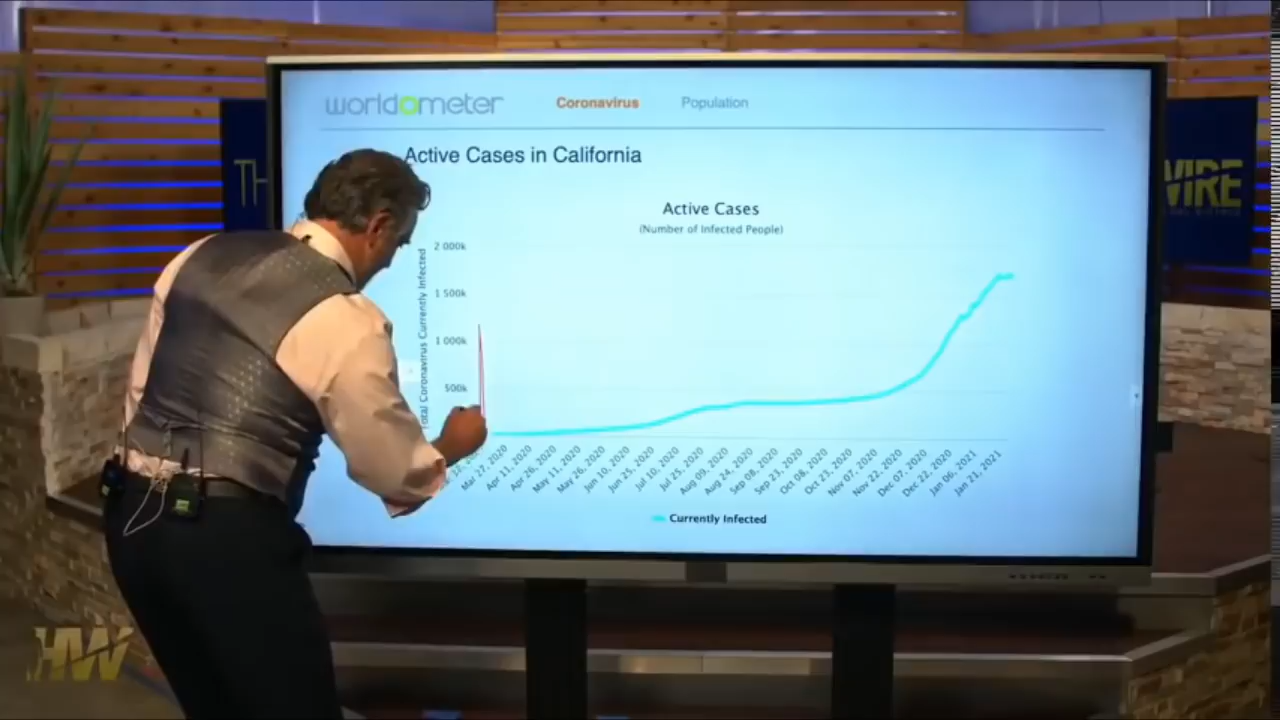 worldometer
Coronavirus
Population
Active Cases in California
Active Cases
(Number of Infected People)
Total Coronavirus Currently Infected
2 000k
1 500k
1 000k
500k
Mar 27, 2020
Apr 11, 2020
Apr 26, 2020
May 11, 2020
May 26, 2020
Jun 10, 2020
Jun 25, 2020
Jul 10, 2020
Jul 25, 2020
Aug 09, 2020
Aug 24, 2020
Sep 08, 2020
Sep 23, 2020
Oct 08, 2020
Oct 23, 2020
Nov 07, 2020
Nov 22, 2020
Dec 07, 2020
Dec 22, 2020
Jan 06, 2021
Jan 21, 2021
Currently Infected
TH
WIRE
HW